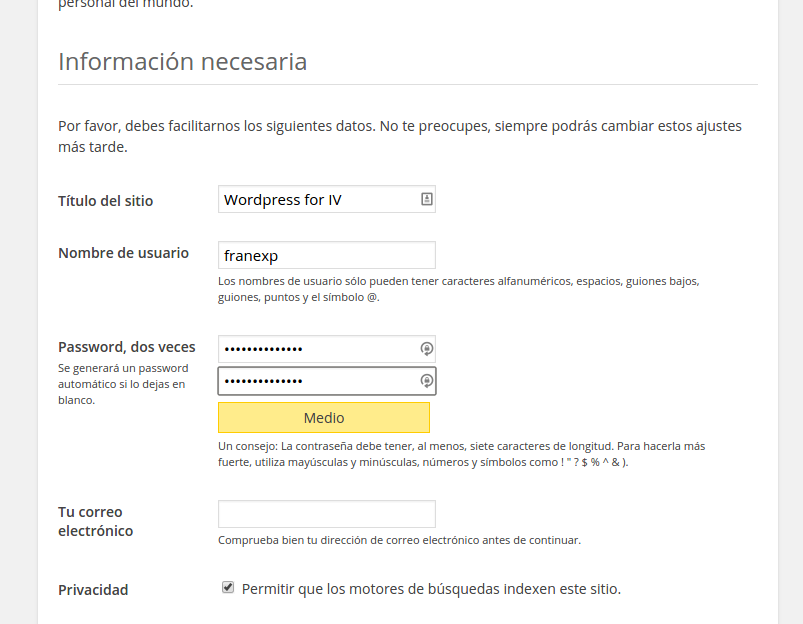 personal del mundo.
Información necesaria
Por favor, debes facilitarnos los siguientes datos. No te preocupes, siempre podrás cambiar estos ajustes
más tarde.
Título del sitio
Wordpress for IV
Nombre de usuario
franexp
Los nombres de usuario sólo pueden tener caracteres alfanuméricos, espacios, guiones bajos,
guiones, puntos y el símbolo @.
Password, dos veces
Se generará un password
automático si lo dejas en
blanco.
••••••••••••••
••••••••••••••
Medio
Un consejo: La contraseña debe tener, al menos, siete caracteres de longitud. Para hacerla más
fuerte, utiliza mayúsculas y minúsculas, números y símbolos como ! " ? $ % ^ & ).
Tu correo
electrónico
Comprueba bien tu dirección de correo electrónico antes de continuar.
Privacidad
Permitir que los motores de búsquedas indexen este sitio.